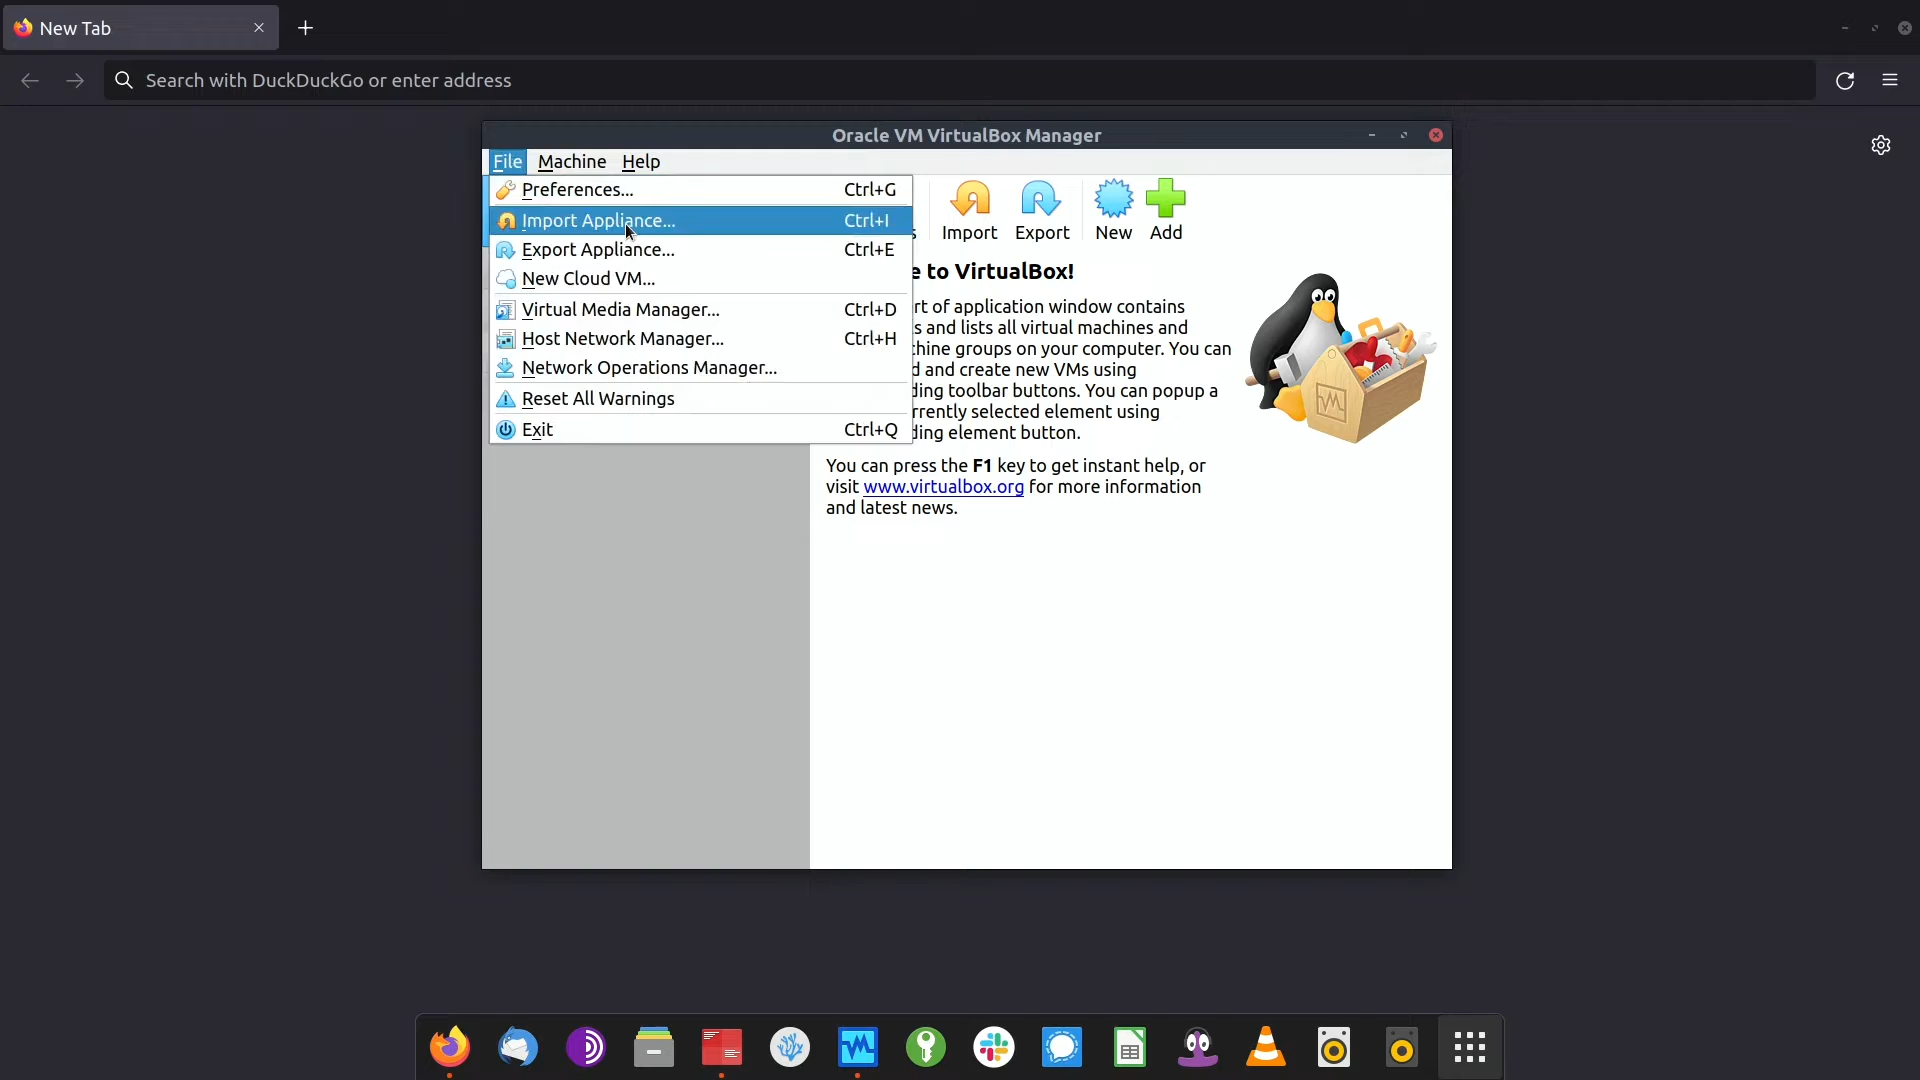 New Tab
Search with DuckDuckGo or enter address
Oracle VM VirtualBox Manager
File Machine Help
Preferences... Ctrl+G
Import Appliance... Ctrl+I
Export Appliance... Ctrl+E
New Cloud VM...
Virtual Media Manager... Ctrl+D
Host Network Manager... Ctrl+H
Network Operations Manager...
Reset All Warnings
Exit Ctrl+Q
Import Export New Add
e to VirtualBox!
rt of application window contains
s and lists all virtual machines and
hine groups on your computer. You can
d and create new VMs using
ing toolbar buttons. You can popup a
rrently selected element using
ing element button.
You can press the F1 key to get instant help, or
visit www.virtualbox.org for more information
and latest news.